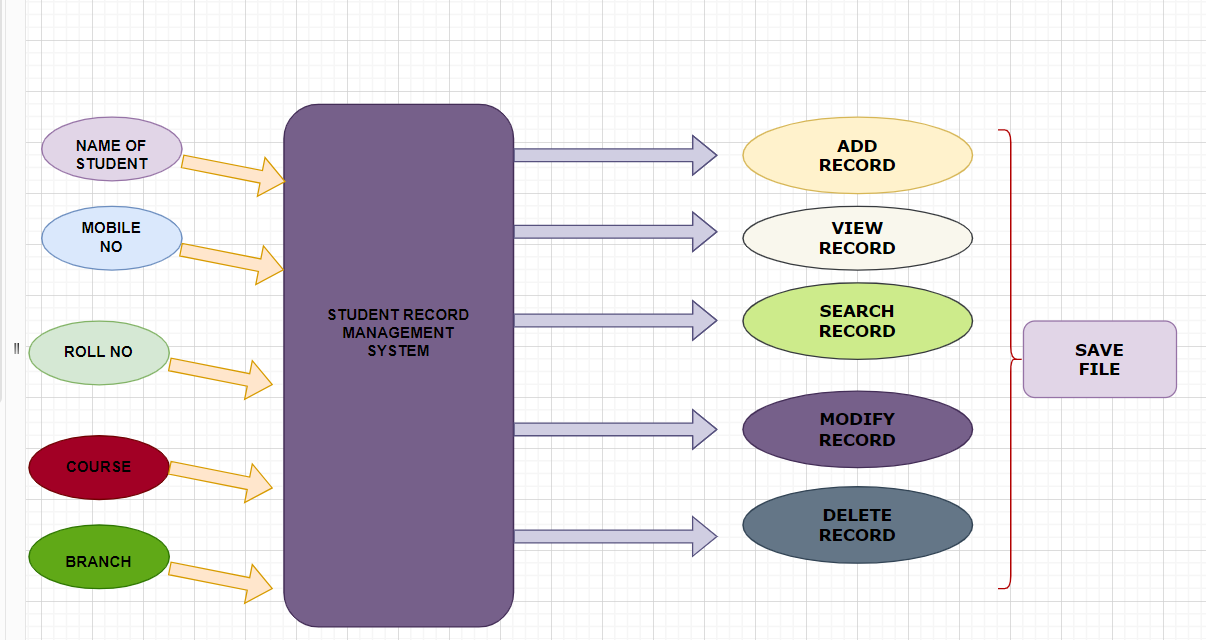 NAME OF
STUDENT
MOBILE
NO
ROLL NO
COURSE
BRANCH
STUDENT RECORD
MANAGEMENT
SYSTEM
ADD
RECORD
VIEW
RECORD
SEARCH
RECORD
MODIFY
RECORD
DELETE
RECORD
SAVE
FILE